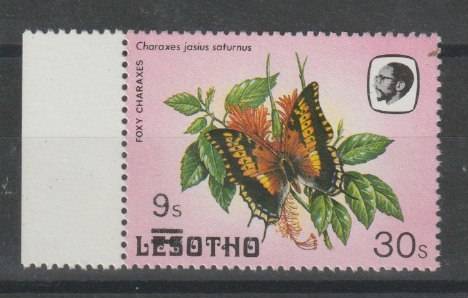 Charaxes jasius saturnus
FOXY CHARAXES
9s
LESOTHO
30s